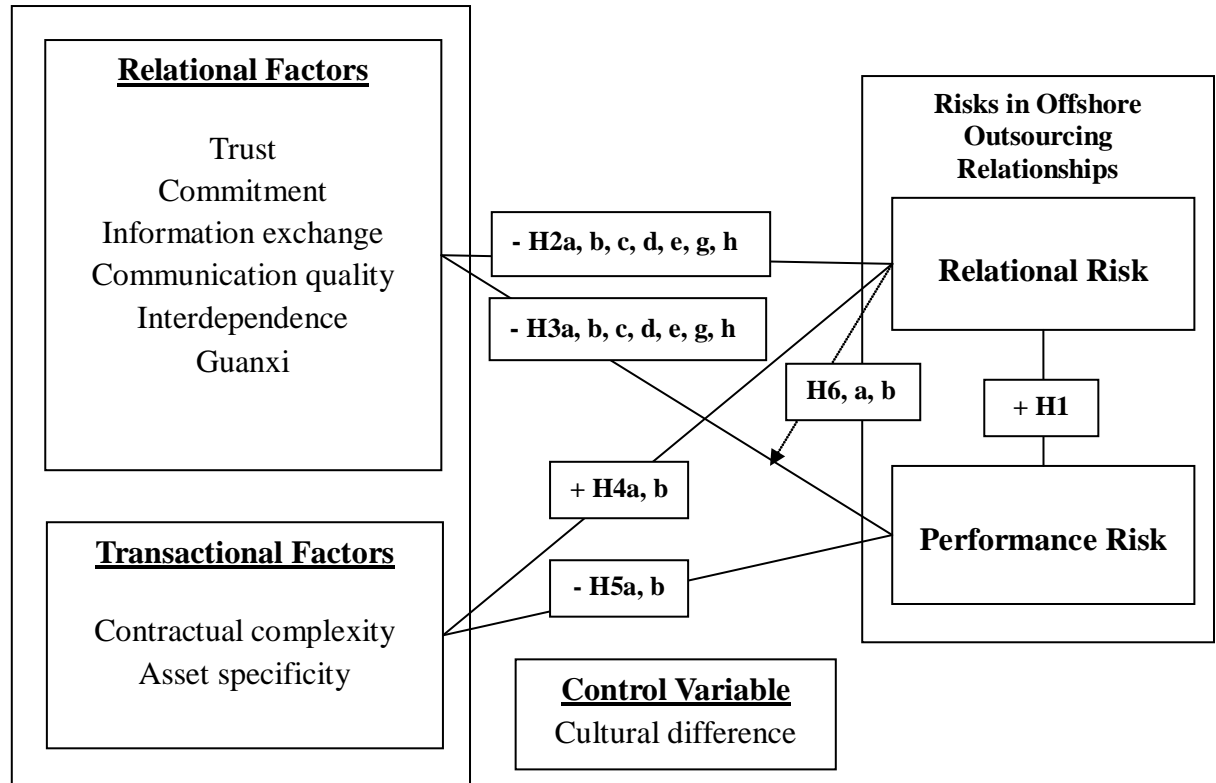 Relational Factors
Trust
Commitment
Information exchange
Communication quality
Interdependence
Guanxi
Transactional Factors
Contractual complexity
Asset specificity
- H2a, b, c, d, e, g, h
- H3a, b, c, d, e, g, h
H6, a, b
+ H4a, b
- H5a, b
Control Variable
Cultural difference
Risks in Offshore
Outsourcing
Relationships
Relational Risk
+ H1
Performance Risk